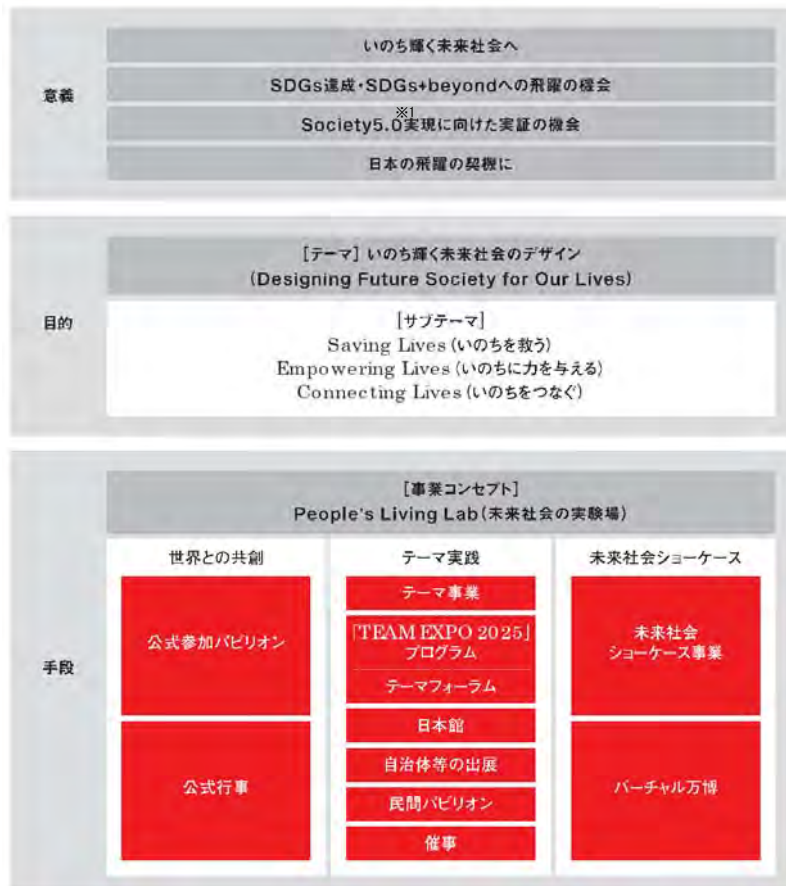 意義
いのち輝く未来社会へ
SDGs達成・SDGs+beyondへの飛躍の機会
Society5.0※1実現に向けた実証の機会
日本の飛躍の契機に
目的
[テーマ] いのち輝く未来社会のデザイン
(Designing Future Society for Our Lives)
[サブテーマ]
Saving Lives (いのちを救う)
Empowering Lives (いのちに力を与える)
Connecting Lives (いのちをつなぐ)
手段
[事業コンセプト]
People's Living Lab(未来社会の実験場)
世界との共創
公式参加パビリオン
公式行事
テーマ実践
テーマ事業
「TEAM EXPO 2025」
プログラム
テーマフォーラム
日本館
自治体等の出展
民間パビリオン
催事
未来社会ショーケース
未来社会
ショーケース事業
バーチャル万博